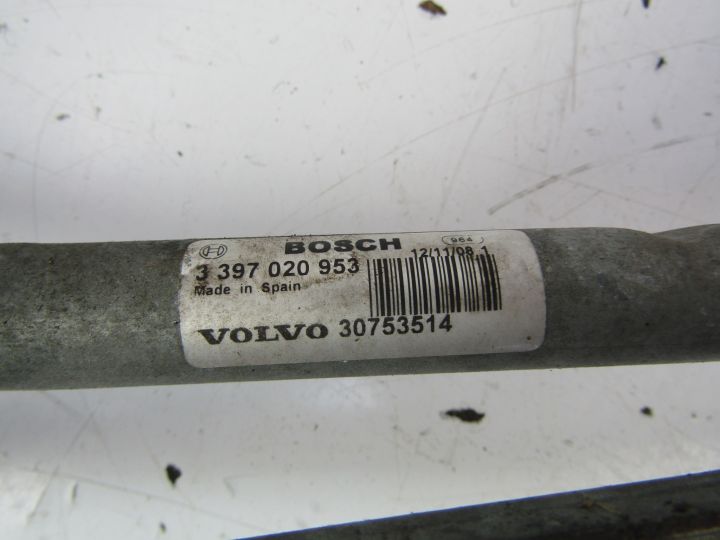 BOSCH 964
3 397 020 953 12/11/08 1
Made in Spain
VOLVO 30753514